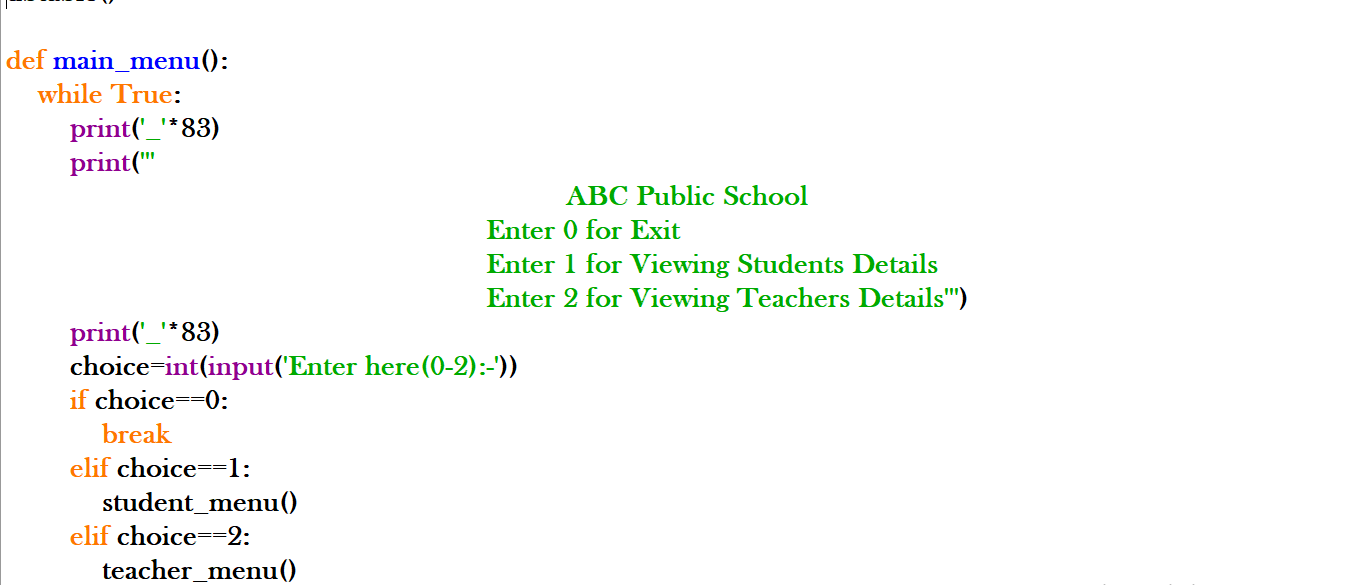 def main_menu():
while True:
print('_'*83)
print('''
ABC Public School
Enter 0 for Exit
Enter 1 for Viewing Students Details
Enter 2 for Viewing Teachers Details''')
print('_'*83)
choice=int(input('Enter here(0-2):-'))
if choice==0:
break
elif choice==1:
student_menu()
elif choice==2:
teacher_menu()